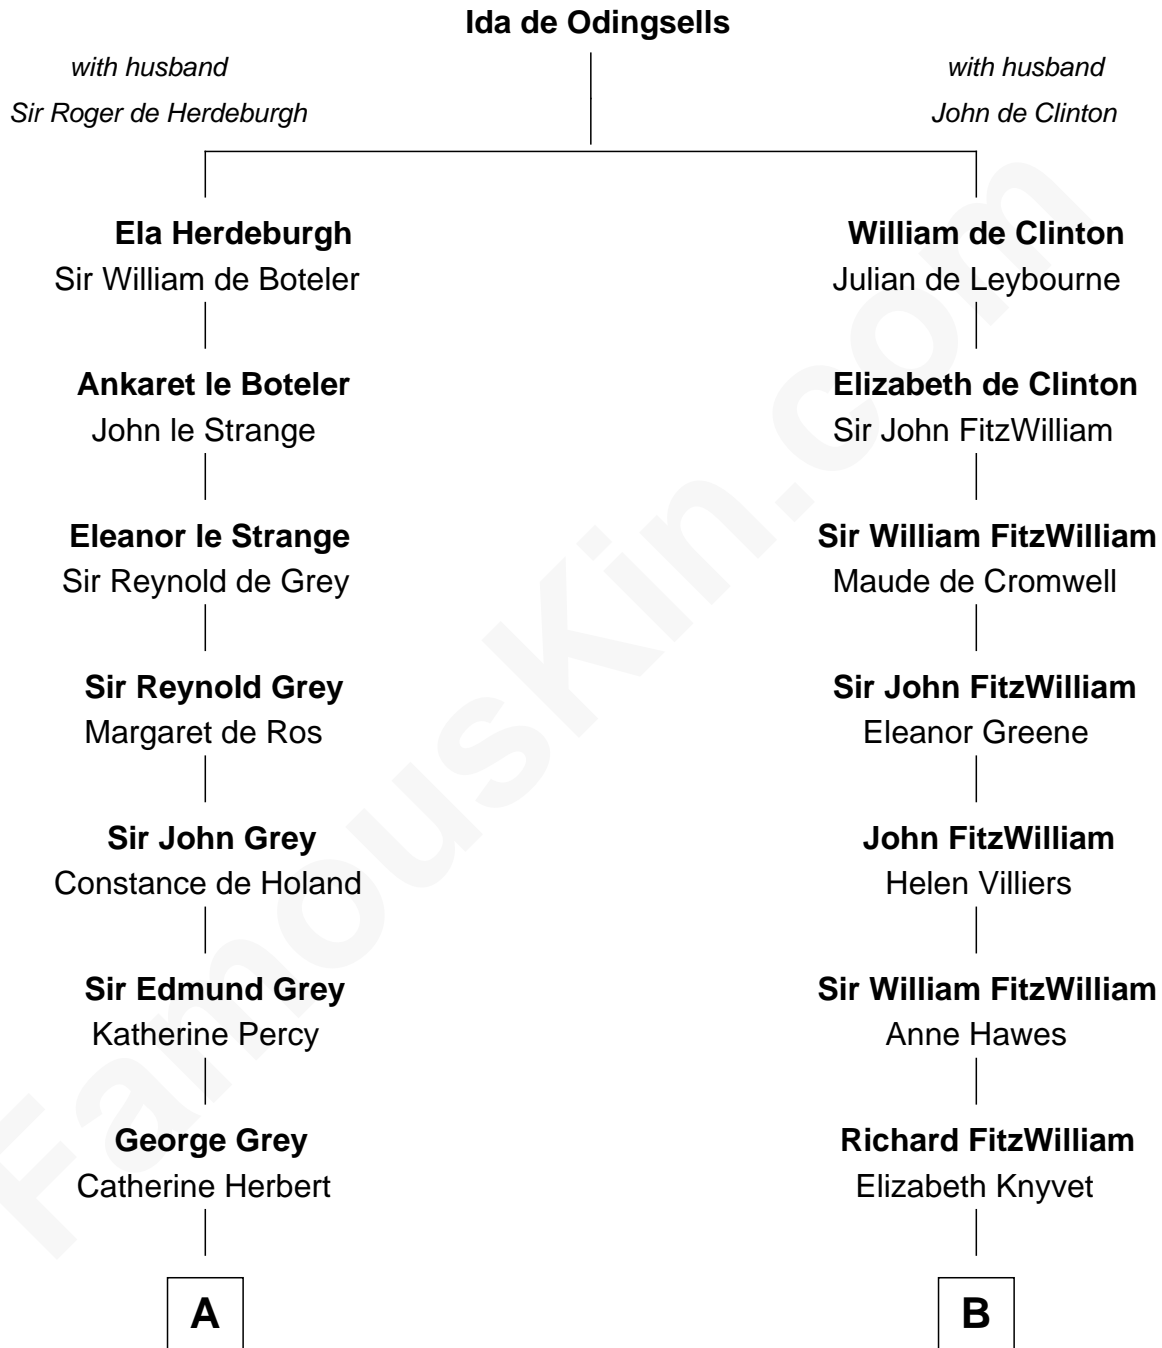 Ida de Odingsells
with husband
Sir Roger de Herdeburgh
with husband
John de Clinton
Ela Herdeburgh
Sir William de Boteler
William de Clinton
Julian de Leybourne
Ankaret le Boteler
John le Strange
Elizabeth de Clinton
Sir John FitzWilliam
Eleanor le Strange
Sir Reynold de Grey
Sir William FitzWilliam
Maude de Cromwell
Sir Reynold Grey
Margaret de Ros
Sir John FitzWilliam
Eleanor Greene
Sir John Grey
Constance de Holand
John FitzWilliam
Helen Villiers
Sir Edmund Grey
Katherine Percy
Sir William FitzWilliam
Anne Hawes
George Grey
Catherine Herbert
Richard FitzWilliam
Elizabeth Knyvet
A
B
FamousKin.com